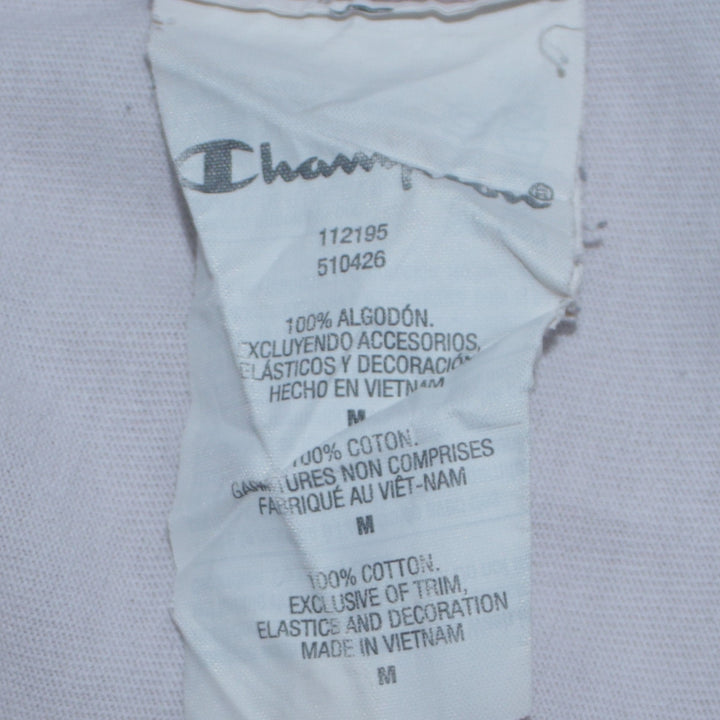 Champion®
112195
510426
100% ALGODÓN.
EXCLUYENDO ACCESORIOS,
ELÁSTICOS Y DECORACIÓN
HECHO EN VIETNAM
M
100% COTON.
GARNITURES NON COMPRISES
FABRIQUÉ AU VIÊT-NAM
M
100% COTTON.
EXCLUSIVE OF TRIM,
ELASTICS AND DECORATION
MADE IN VIETNAM
M